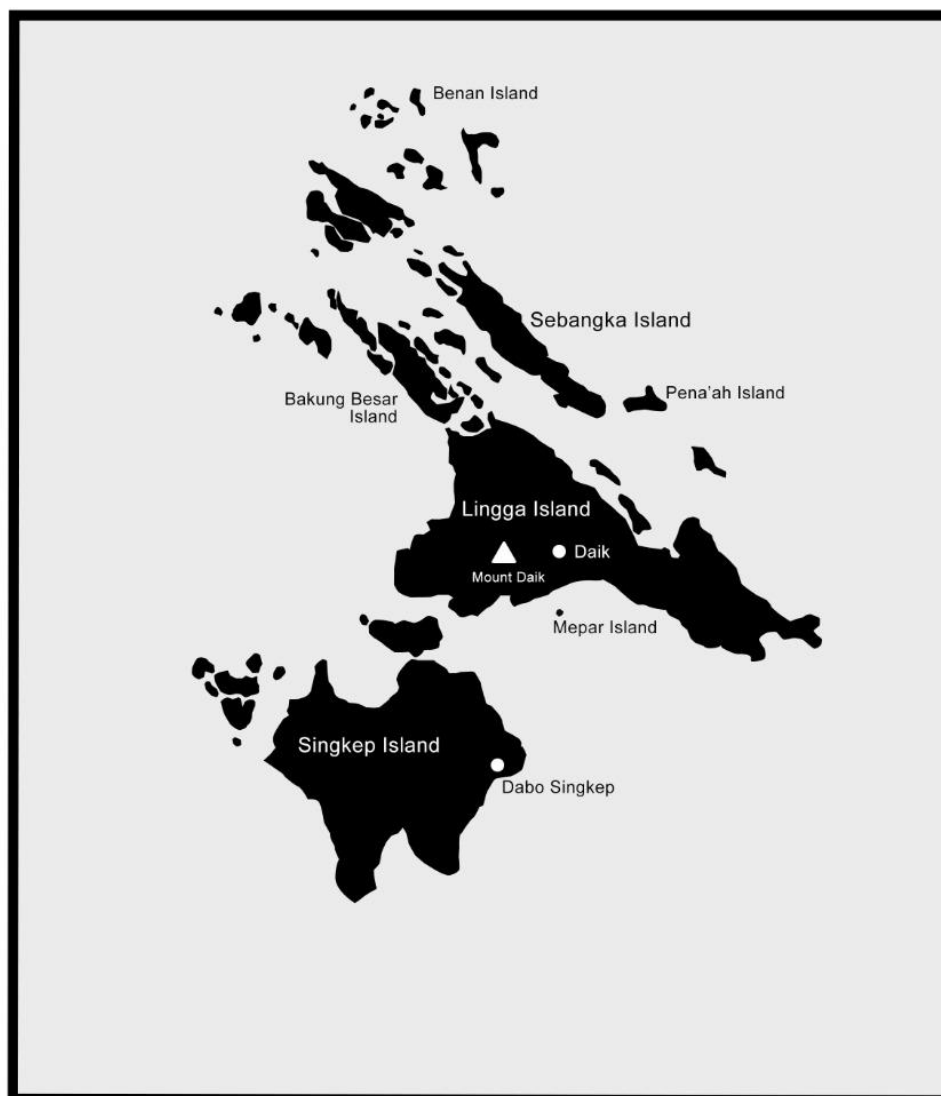 Benan Island
Sebangka Island
Pena'ah Island
Bakung Besar
Island
Lingga Island
Daik
Mount Daik
Mepar Island
Singkep Island
Dabo Singkep